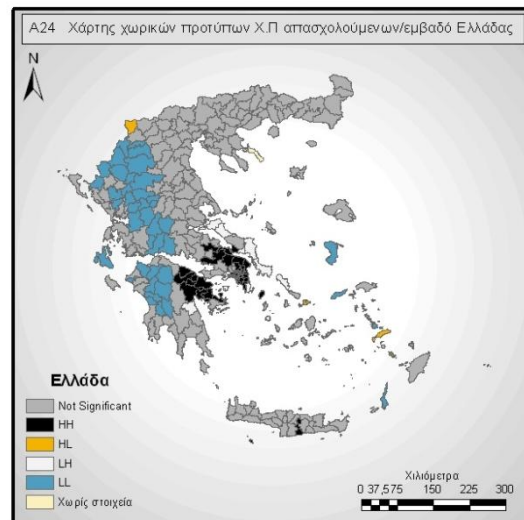 A24 Χάρτης χωρικών προτύπων Χ.Π απασχολούμενων/εμβαδό Ελλάδας
N
Ελλάδα
Not Significant
HH
HL
LH
LL
Χωρίς στοιχεία
Χιλιόμετρα
0 37,575 150 225 300